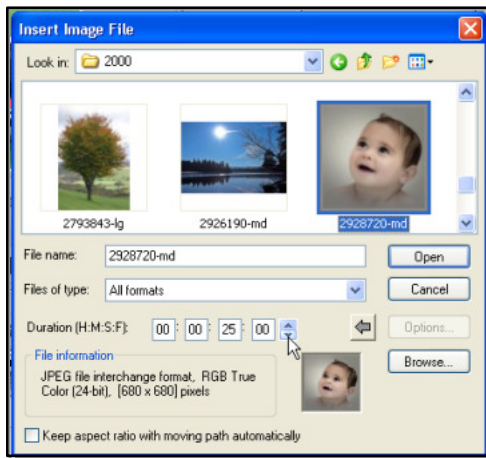 Insert Image File
Look in: 2000
2793843-lg 2926190-md 2928720-md
File name: 2928720-md Open
Files of type: All formats Cancel
Duration (H:M:S:F): 00 : 00 : 25 : 00 Options...
File information Browse...
JPEG file interchange format, RGB True
Color (24-bit), [680 x 680] pixels
Keep aspect ratio with moving path automatically